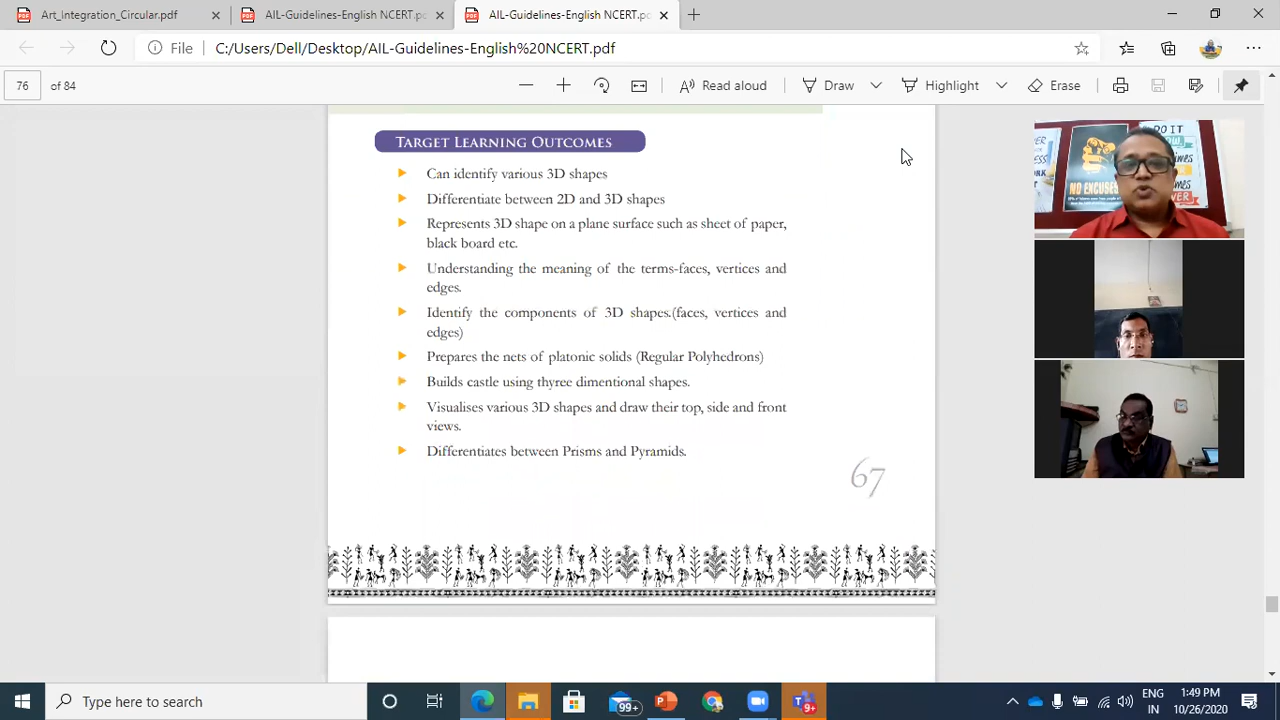 Art_Integration_Circular.pdf
AIL-Guidelines-English NCERT.pc
AIL-Guidelines-English NCERT.pc
File
C:/Users/Dell/Desktop/AIL-Guidelines-English%20NCERT.pdf
76 of 84
Read aloud
Draw
Highlight
Erase
TARGET LEARNING OUTCOMES
Can identify various 3D shapes
Differentiate between 2D and 3D shapes
Represents 3D shape on a plane surface such as sheet of paper,
black board etc.
Understanding the meaning of the terms-faces, vertices and
edges.
Identify the components of 3D shapes.(faces, vertices and
edges)
Prepares the nets of platonic solids (Regular Polyhedrons)
Builds castle using thyree dimentional shapes.
Visualises various 3D shapes and draw their top, side and front
views.
Differentiates between Prisms and Pyramids.
67
DO IT
NO EXCUSES
Type here to search
99+
9+
ENG
IN
1:49 PM
10/26/2020